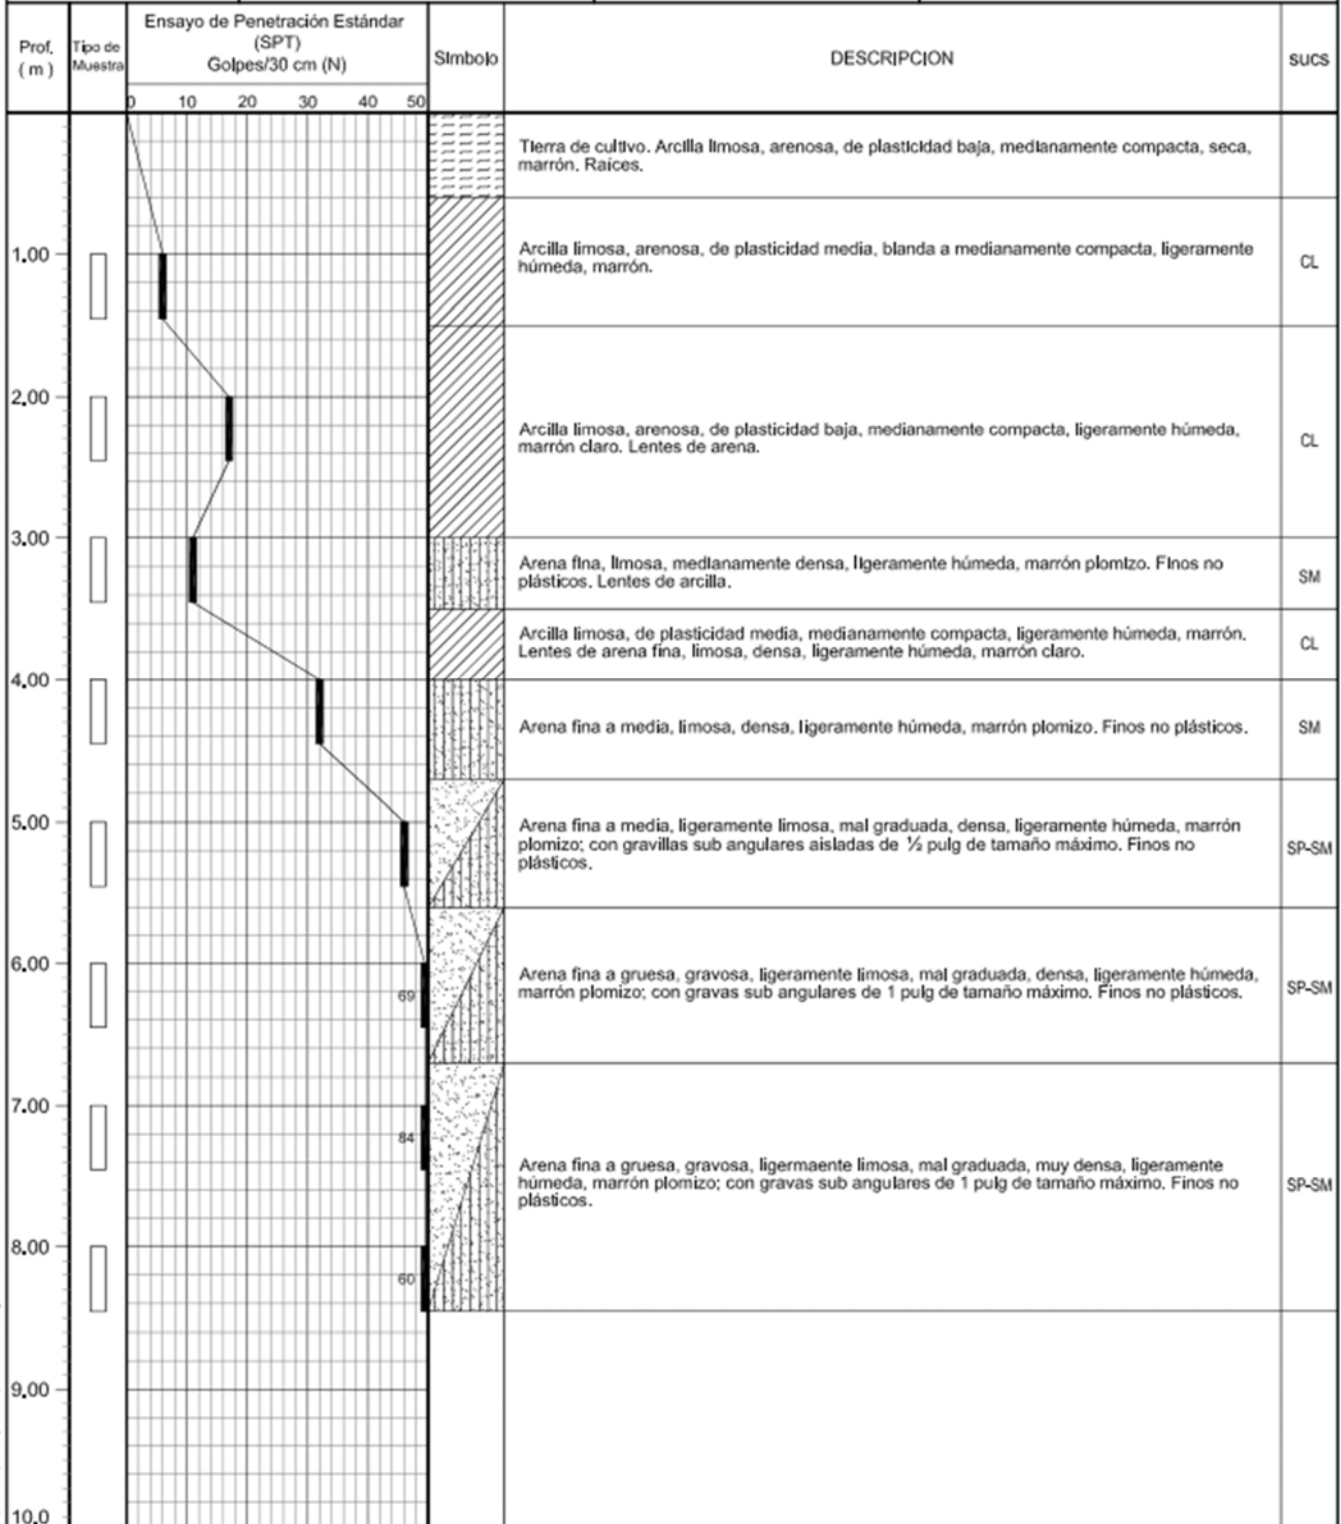 Prof.
( m )
Tipo de
Muestra
Ensayo de Penetración Estándar
(SPT)
Golpes/30 cm (N)
0 10 20 30 40 50
Símbolo
DESCRIPCION
SUCS
Tierra de cultivo. Arcilla limosa, arenosa, de plasticidad baja, medianamente compacta, seca,
marrón. Raíces.
1.00
Arcilla limosa, arenosa, de plasticidad media, blanda a medianamente compacta, ligeramente
húmeda, marrón.
CL
2.00
Arcilla limosa, arenosa, de plasticidad baja, medianamente compacta, ligeramente húmeda,
marrón claro. Lentes de arena.
CL
3.00
Arena fina, limosa, medianamente densa, ligeramente húmeda, marrón plomizo. Finos no
plásticos. Lentes de arcilla.
SM
Arcilla limosa, de plasticidad media, medianamente compacta, ligeramente húmeda, marrón.
Lentes de arena fina, limosa, densa, ligeramente húmeda, marrón claro.
CL
4.00
Arena fina a media, limosa, densa, ligeramente húmeda, marrón plomizo. Finos no plásticos.
SM
5.00
Arena fina a media, ligeramente limosa, mal graduada, densa, ligeramente húmeda, marrón
plomizo; con gravillas sub angulares aisladas de ½ pulg de tamaño máximo. Finos no
plásticos.
SP-SM
6.00
69
Arena fina a gruesa, gravosa, ligeramente limosa, mal graduada, densa, ligeramente húmeda,
marrón plomizo; con gravas sub angulares de 1 pulg de tamaño máximo. Finos no plásticos.
SP-SM
7.00
84
Arena fina a gruesa, gravosa, ligermaente limosa, mal graduada, muy densa, ligeramente
húmeda, marrón plomizo; con gravas sub angulares de 1 pulg de tamaño máximo. Finos no
plásticos.
SP-SM
8.00
60
9.00
10.0